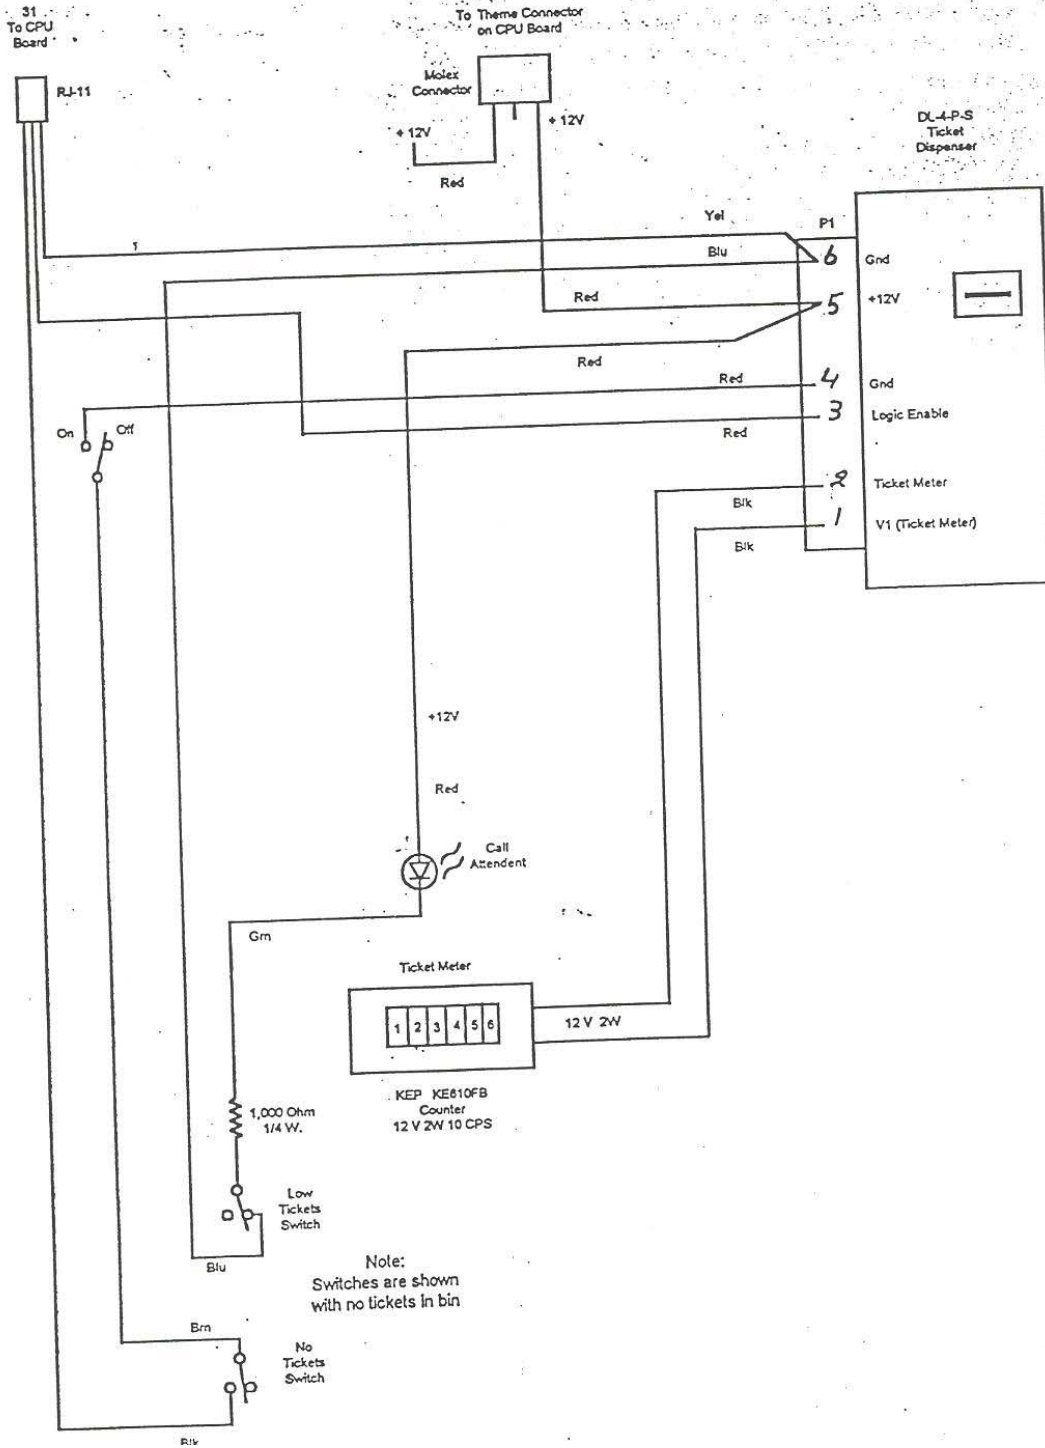 31
To CPU
Board
RJ-11
To Theme Connector
on CPU Board
Molex
Connector
+ 12V
+ 12V
Red
DL-4-P-S
Ticket
Dispenser
Yel
P1
Blu
6
Gnd
Red
5
+12V
Red
Red
4
Gnd
On
Off
3
Logic Enable
Red
2
Ticket Meter
Blk
1
V1 (Ticket Meter)
Blk
+12V
Red
Call
Attendent
Grn
Ticket Meter
1 2 3 4 5 6
12 V 2W
KEP KE610FB
Counter
12 V 2W 10 CPS
1,000 Ohm
1/4 W.
Low
Tickets
Switch
Blu
Note:
Switches are shown
with no tickets in bin
Brn
No
Tickets
Switch
Blk